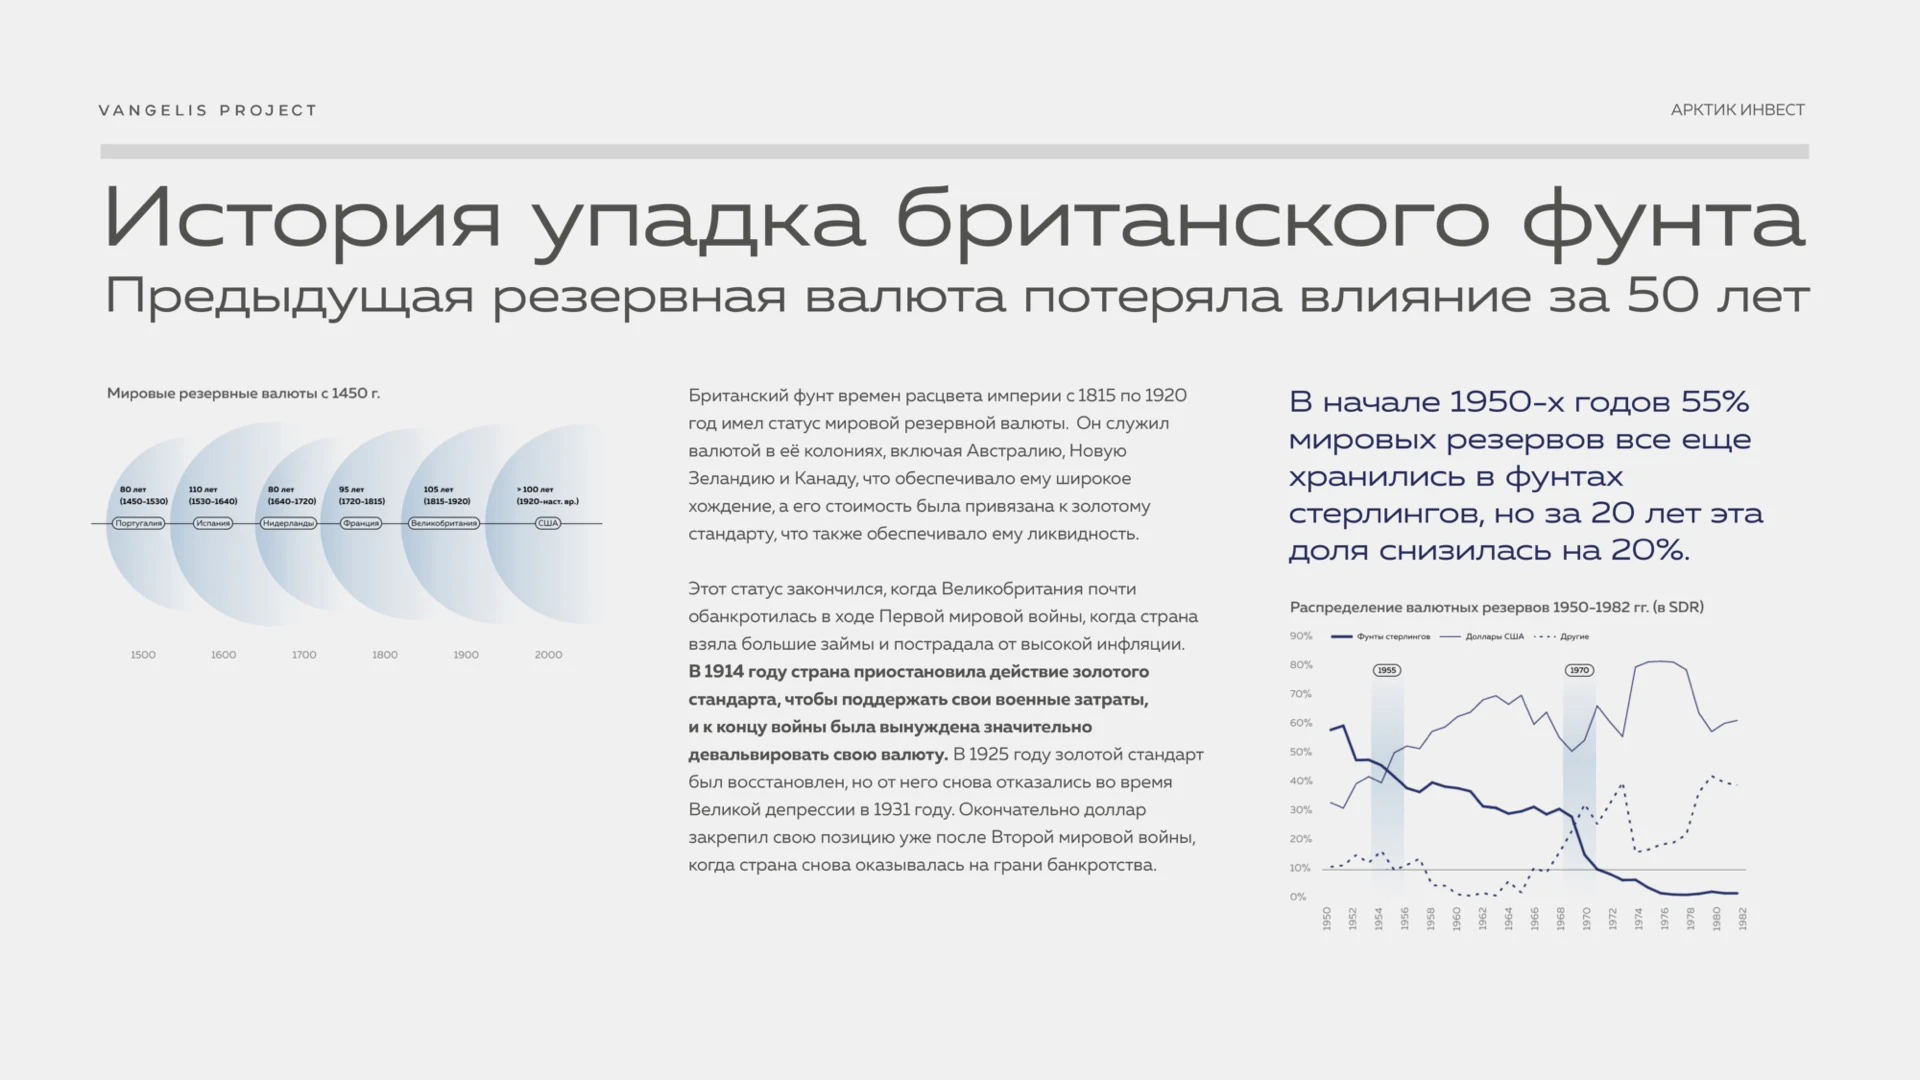 VANGELIS PROJECT
АРКТИК ИНВЕСТ
История упадка британского фунта
Предыдущая резервная валюта потеряла влияние за 50 лет
Мировые резервные валюты с 1450 г.
80 лет
(1450-1530)
Португалия
110 лет
(1530-1640)
Испания
80 лет
(1640-1720)
Нидерланды
95 лет
(1720-1815)
Франция
105 лет
(1815-1920)
Великобритания
> 100 лет
(1920-наст. вр.)
США
1500 1600 1700 1800 1900 2000
Британский фунт времен расцвета империи с 1815 по 1920
год имел статус мировой резервной валюты. Он служил
валютой в её колониях, включая Австралию, Новую
Зеландию и Канаду, что обеспечивало ему широкое
хождение, а его стоимость была привязана к золотому
стандарту, что также обеспечивало ему ликвидность.
Этот статус закончился, когда Великобритания почти
обанкротилась в ходе Первой мировой войны, когда страна
взяла большие займы и пострадала от высокой инфляции.
В 1914 году страна приостановила действие золотого
стандарта, чтобы поддержать свои военные затраты,
и к концу войны была вынуждена значительно
девальвировать свою валюту. В 1925 году золотой стандарт
был восстановлен, но от него снова отказались во время
Великой депрессии в 1931 году. Окончательно доллар
закрепил свою позицию уже после Второй мировой войны,
когда страна снова оказывалась на грани банкротства.
В начале 1950-х годов 55%
мировых резервов все еще
хранились в фунтах
стерлингов, но за 20 лет эта
доля снизилась на 20%.
Распределение валютных резервов 1950-1982 гг. (в SDR)
Фунты стерлингов Доллары США Другие
1955 1970
90%
80%
70%
60%
50%
40%
30%
20%
10%
0%
1950 1952 1954 1956 1958 1960 1962 1964 1966 1968 1970 1972 1974 1976 1978 1980 1982